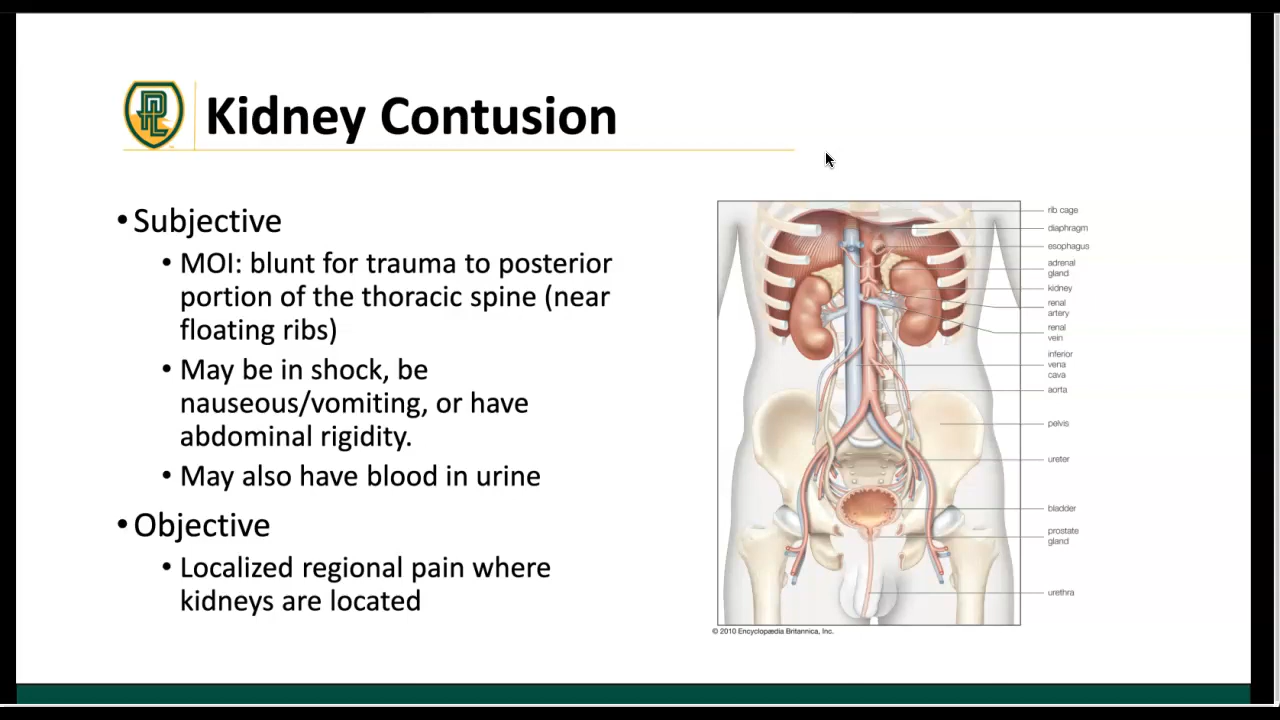 Kidney Contusion
• Subjective
• MOI: blunt for trauma to posterior
portion of the thoracic spine (near
floating ribs)
• May be in shock, be
nauseous/vomiting, or have
abdominal rigidity.
• May also have blood in urine
• Objective
• Localized regional pain where
kidneys are located
rib cage
diaphragm
esophagus
adrenal
gland
kidney
renal
artery
renal
vein
inferior
vena
cava
aorta
pelvis
ureter
bladder
prostate
gland
urethra
© 2010 Encyclopædia Britannica, Inc.